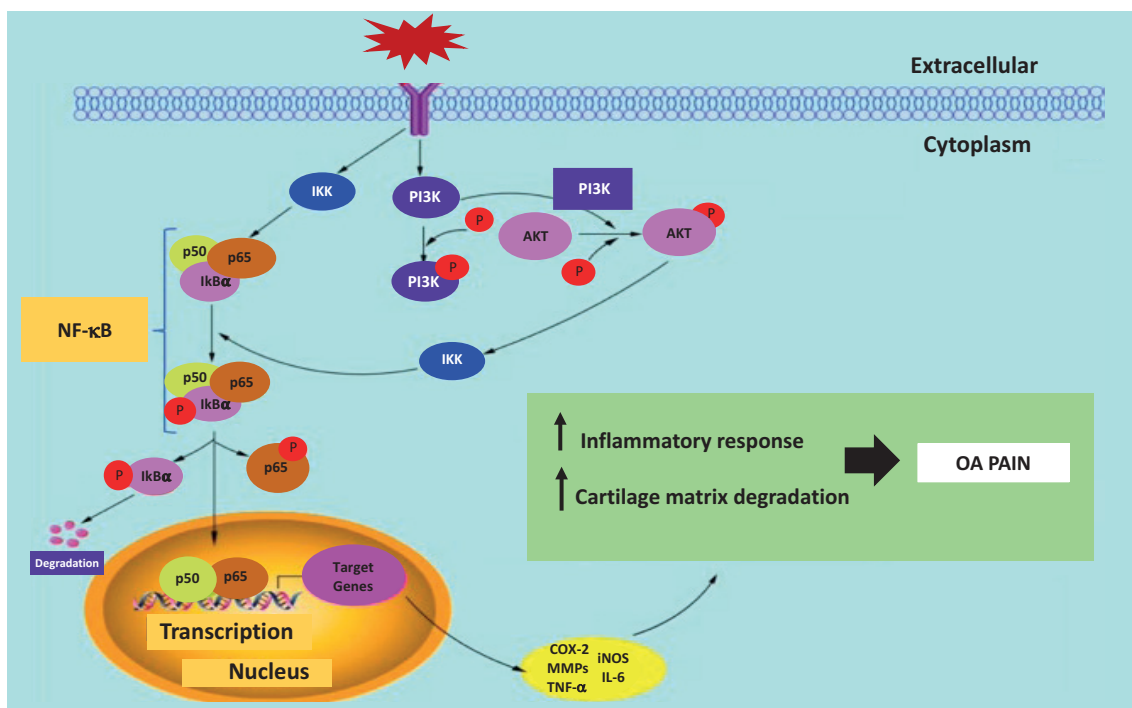 Extracellular
Cytoplasm
IKK
PI3K
PI3K
P
AKT
P
AKT
P
PI3K
P
p50
p65
IkBα
NF-κB
IKK
p50
p65
P
IkBα
P
IkBα
P
p65
Degradation
p50
p65
Target
Genes
Transcription
Nucleus
COX-2
MMPs
TNF-α
iNOS
IL-6
Inflammatory response
Cartilage matrix degradation
OA PAIN